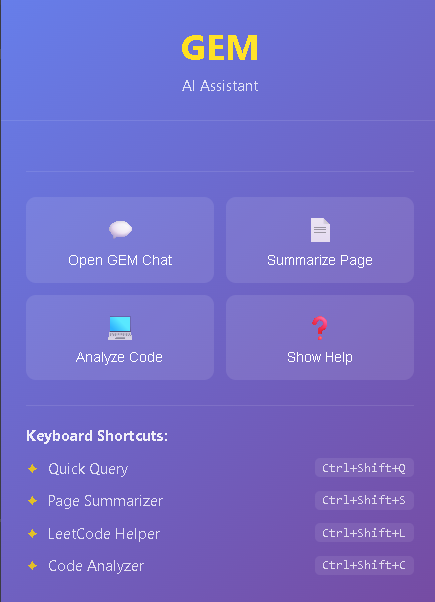 GEM
AI Assistant
Open GEM Chat
Summarize Page
Analyze Code
Show Help
Keyboard Shortcuts:
Quick Query Ctrl+Shift+Q
Page Summarizer Ctrl+Shift+S
LeetCode Helper Ctrl+Shift+L
Code Analyzer Ctrl+Shift+C